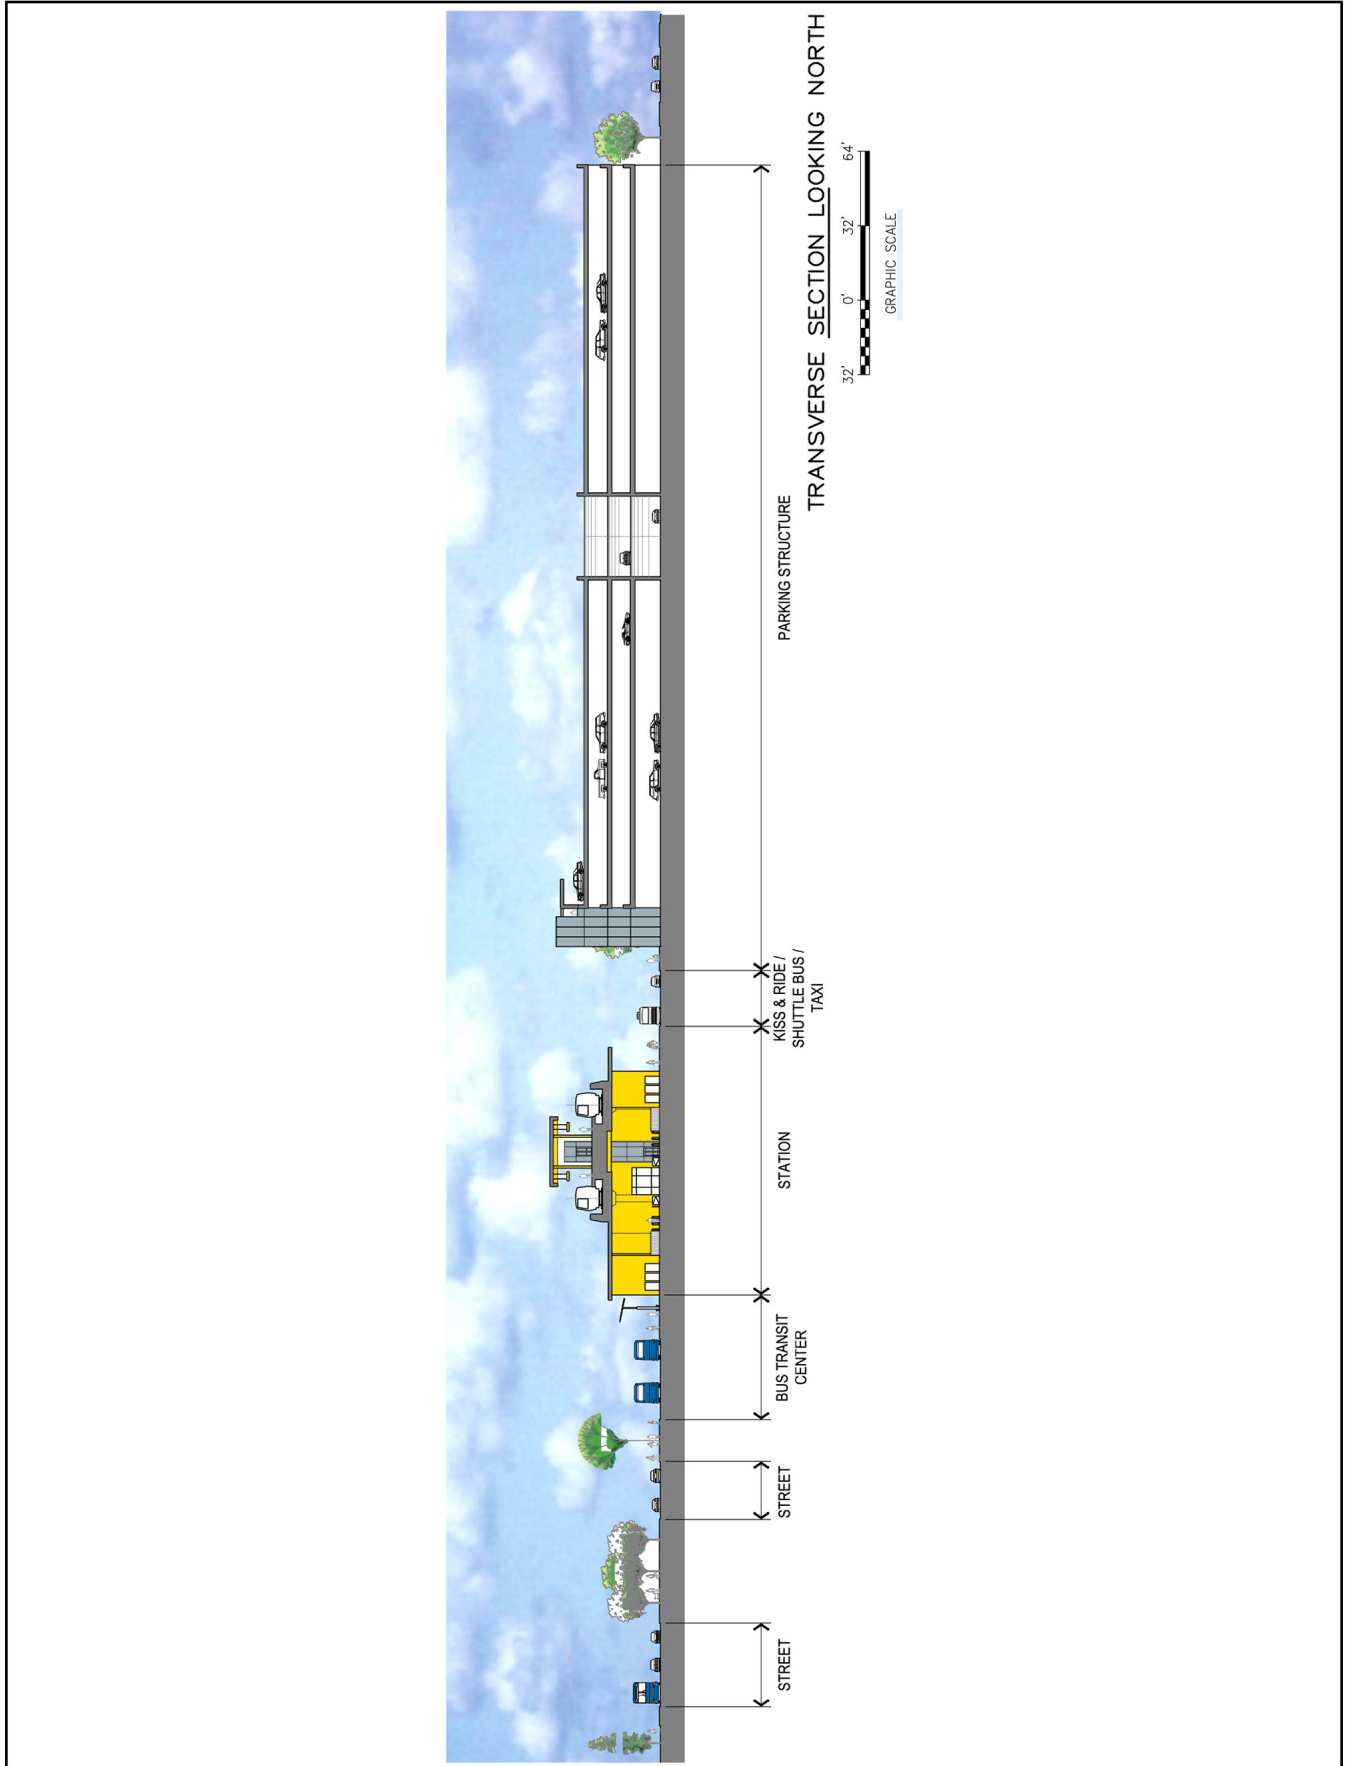 STREET
STREET
BUS TRANSIT
CENTER
STATION
KISS & RIDE /
SHUTTLE BUS /
TAXI
PARKING STRUCTURE
TRANSVERSE SECTION LOOKING NORTH
32' 0' 32' 64'
GRAPHIC SCALE